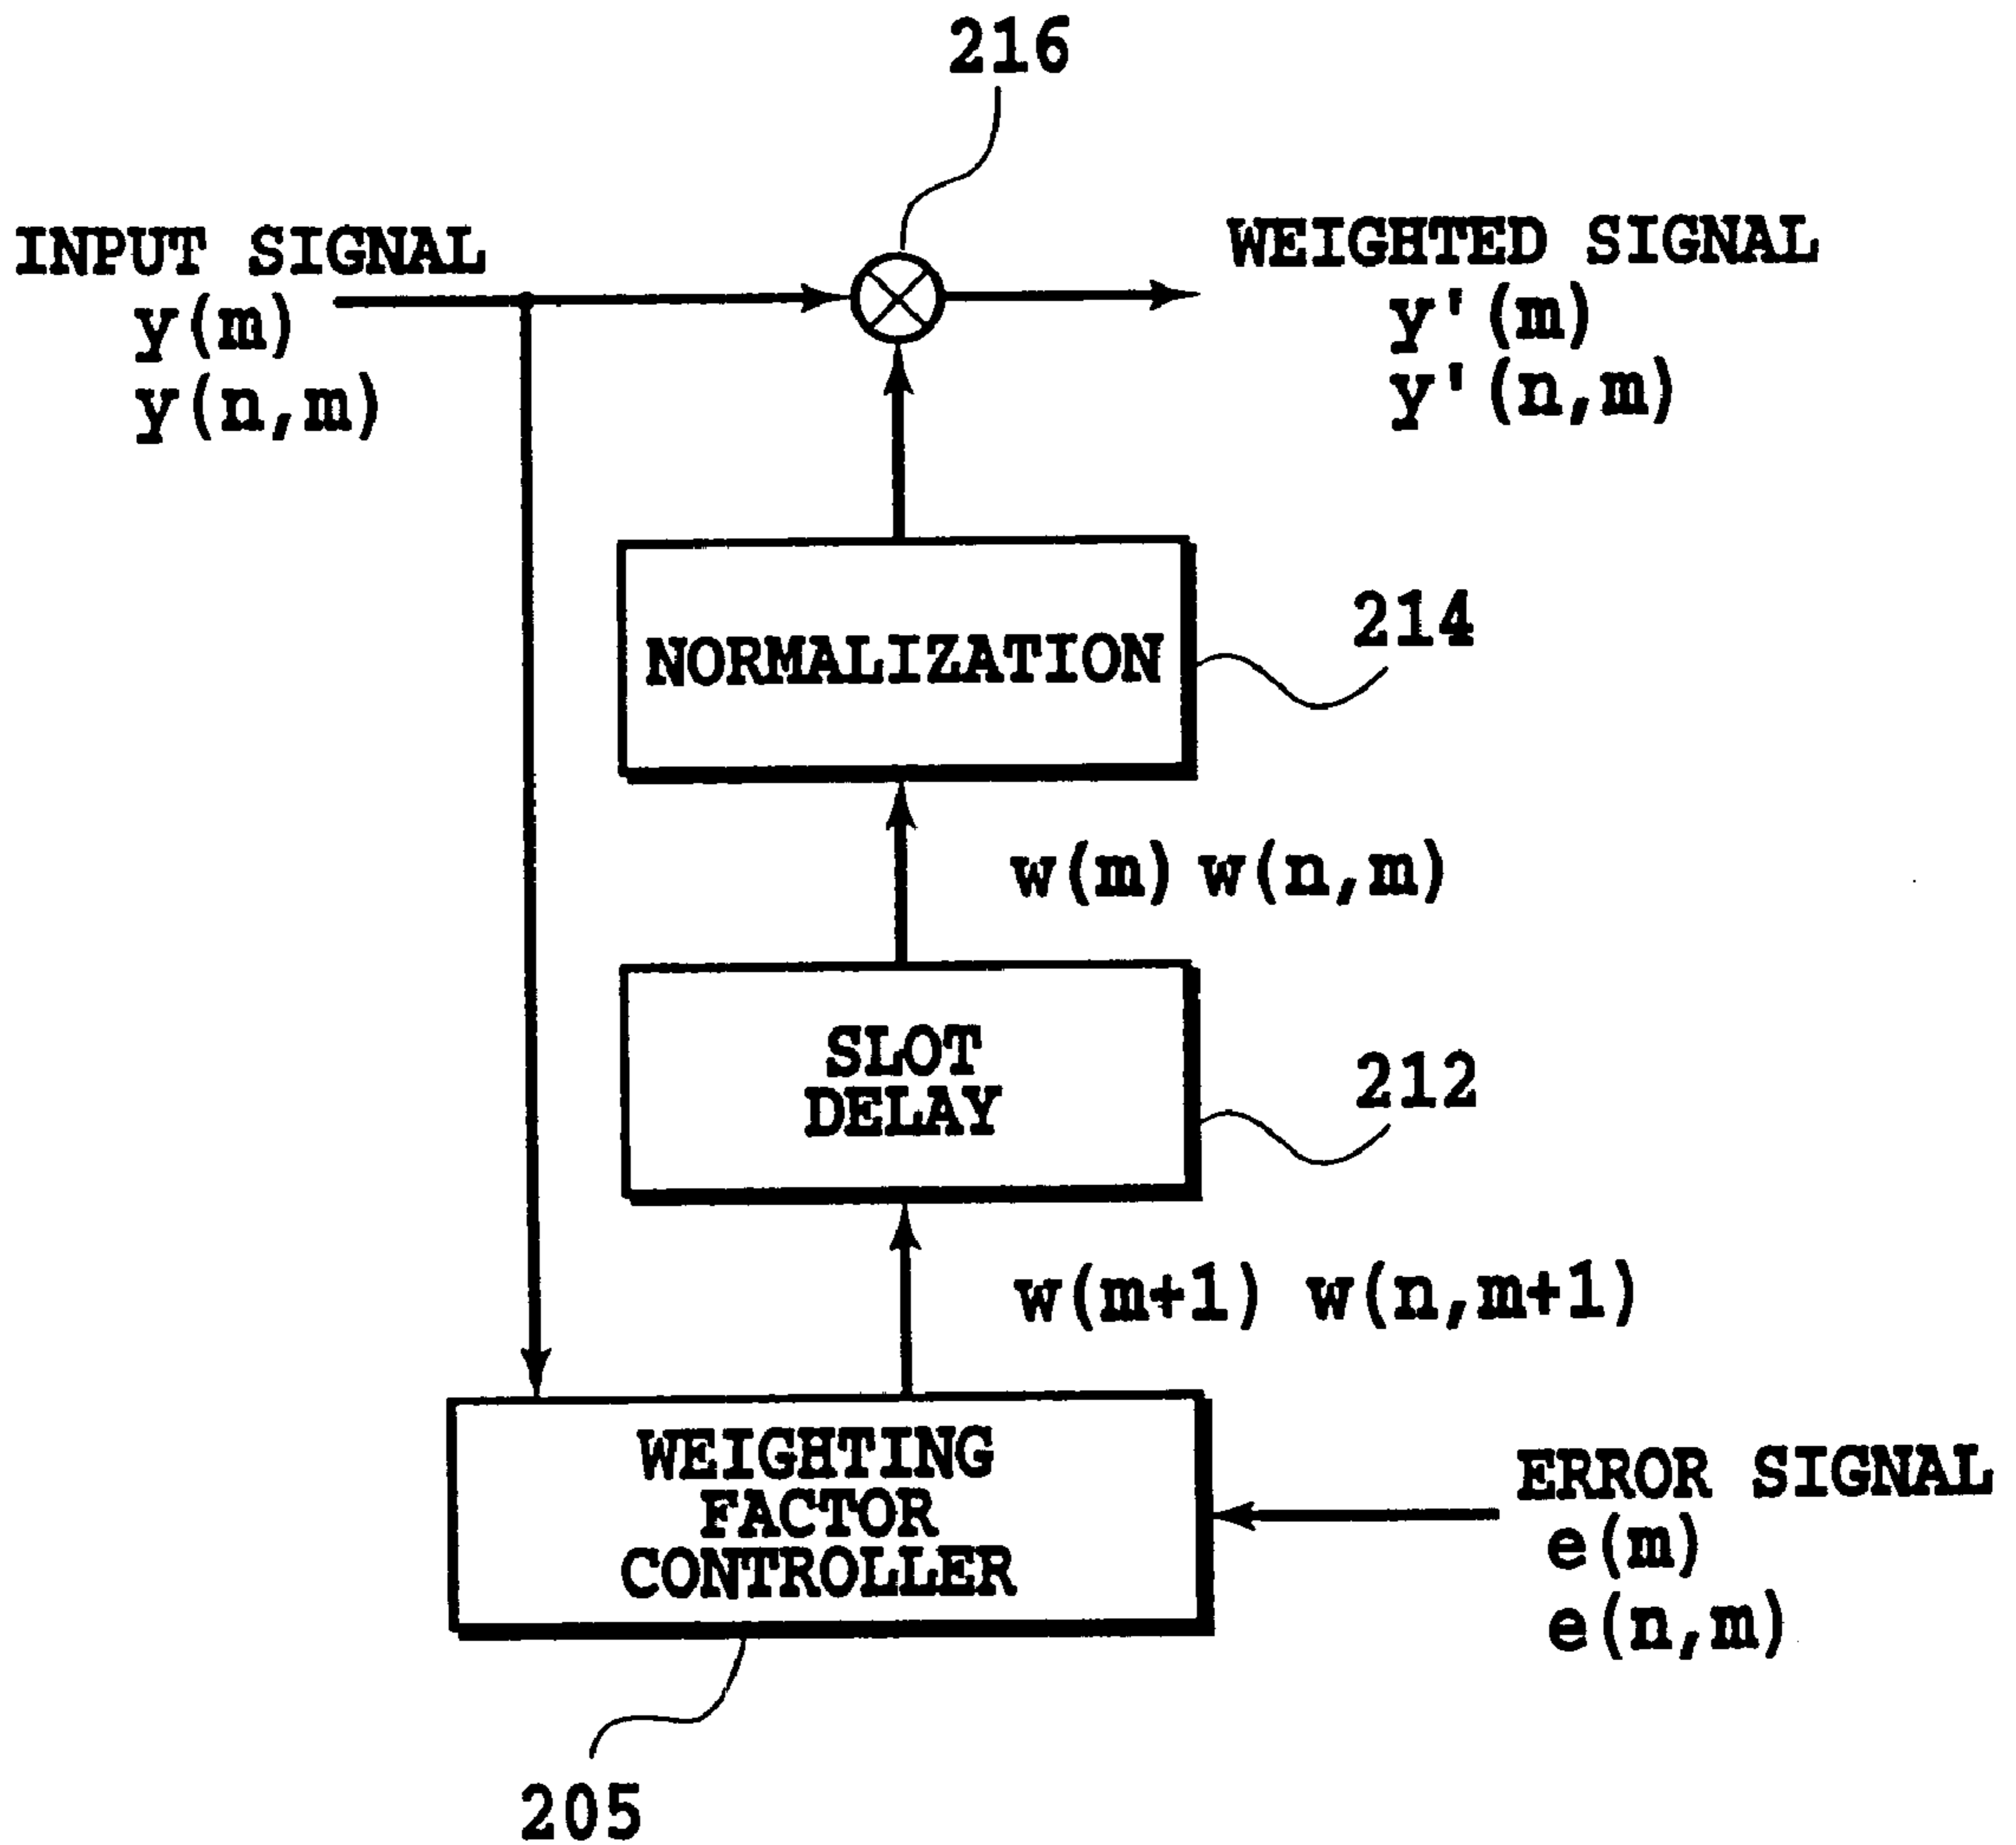 216
INPUT SIGNAL
y(m)
y(n,m)
WEIGHTED SIGNAL
y'(m)
y'(n,m)
NORMALIZATION
214
w(m) w(n,m)
SLOT
DELAY
212
w(m+1) w(n,m+1)
WEIGHTING
FACTOR
CONTROLLER
ERROR SIGNAL
e(m)
e(n,m)
205